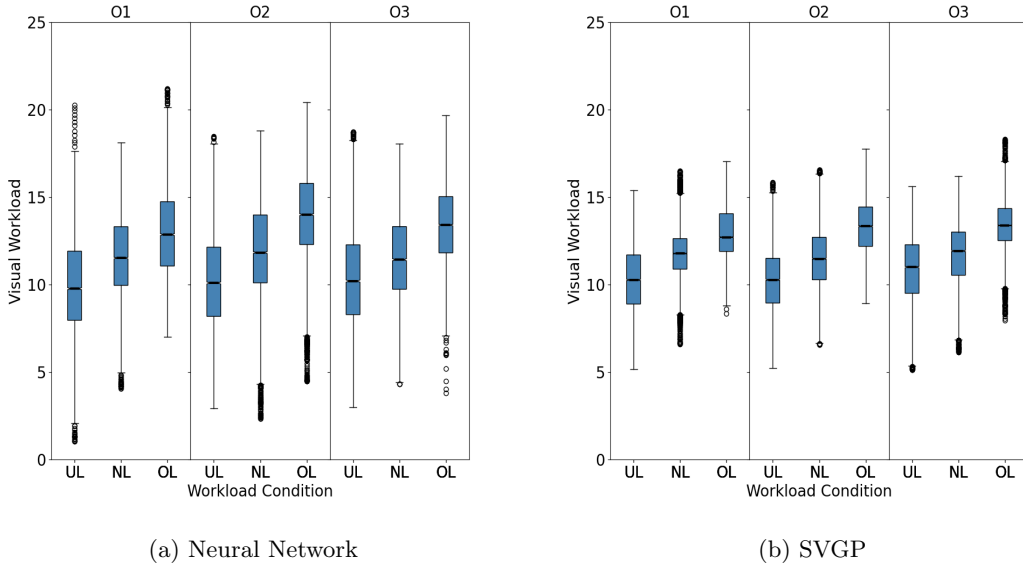 O1 O2 O3
25
20
15
10
5
0
Visual Workload
UL NL OL UL NL OL UL NL OL
Workload Condition
(a) Neural Network
O1 O2 O3
25
20
15
10
5
0
Visual Workload
UL NL OL UL NL OL UL NL OL
Workload Condition
(b) SVGP